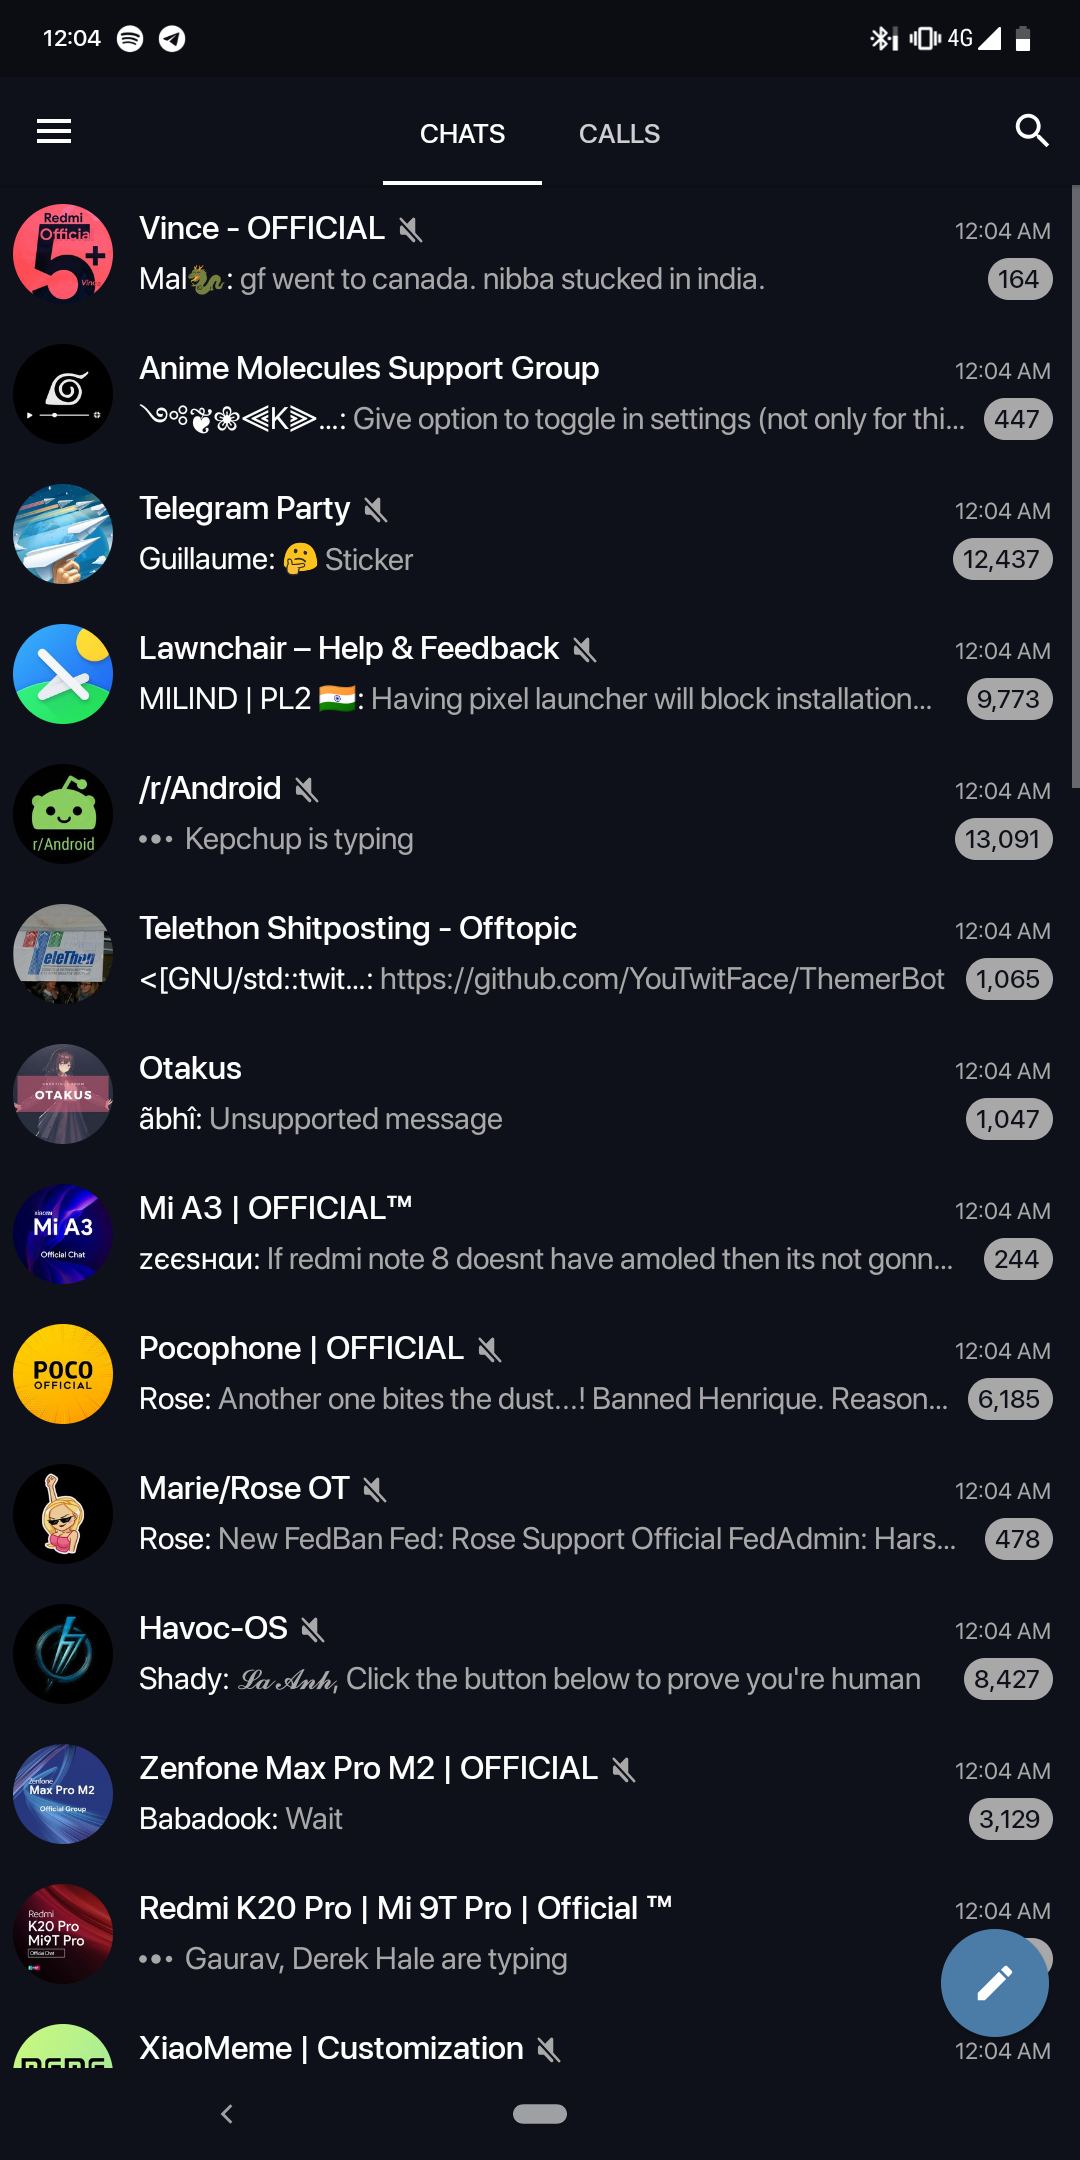 12:04 4G
CHATS CALLS
Redmi
Official
5+
Vince
Vince - OFFICIAL 12:04 AM
Mal🐉: gf went to canada. nibba stucked in india. 164
Anime Molecules Support Group 12:04 AM
K⫸...: Give option to toggle in settings (not only for thi... 447
Telegram Party 12:04 AM
Guillaume: 🤔 Sticker 12,437
Lawnchair – Help & Feedback 12:04 AM
MILIND | PL2 🇮🇳: Having pixel launcher will block installation... 9,773
r/Android
/r/Android 12:04 AM
Kepchup is typing 13,091
TeleThon
Telethon Shitposting - Offtopic 12:04 AM
<[GNU/std::twit...: https://github.com/YouTwitFace/ThemerBot 1,065
OTAKUS
Otakus 12:04 AM
ãbhî: Unsupported message 1,047
xiaomi
Mi A3
Official Chat
Mi A3 | OFFICIAL™ 12:04 AM
zєєsнαи: If redmi note 8 doesnt have amoled then its not gonn... 244
POCO
OFFICIAL
Pocophone | OFFICIAL 12:04 AM
Rose: Another one bites the dust...! Banned Henrique. Reason... 6,185
Marie/Rose OT 12:04 AM
Rose: New FedBan Fed: Rose Support Official FedAdmin: Hars... 478
Havoc-OS 12:04 AM
Shady: ℒ𝒶 𝒜𝓃𝒽, Click the button below to prove you're human 8,427
Zenfone
Max Pro M2
Official Group
Zenfone Max Pro M2 | OFFICIAL 12:04 AM
Babadook: Wait 3,129
Redmi
K20 Pro
Mi9T Pro
Official Chat
Redmi K20 Pro | Mi 9T Pro | Official ™ 12:04 AM
Gaurav, Derek Hale are typing
XiaoMeme | Customization 12:04 AM